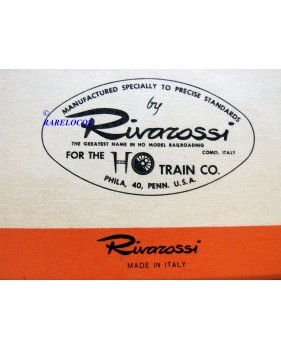 © RARELOCO
MANUFACTURED SPECIALLY TO PRECISE STANDARDS
by
Rivarossi
THE GREATEST NAME IN HO MODEL RAILROADING
COMO, ITALY
FOR THE HO TRAIN CO.
PHILA, 40, PENN. U.S.A.
Rivarossi
MADE IN ITALY